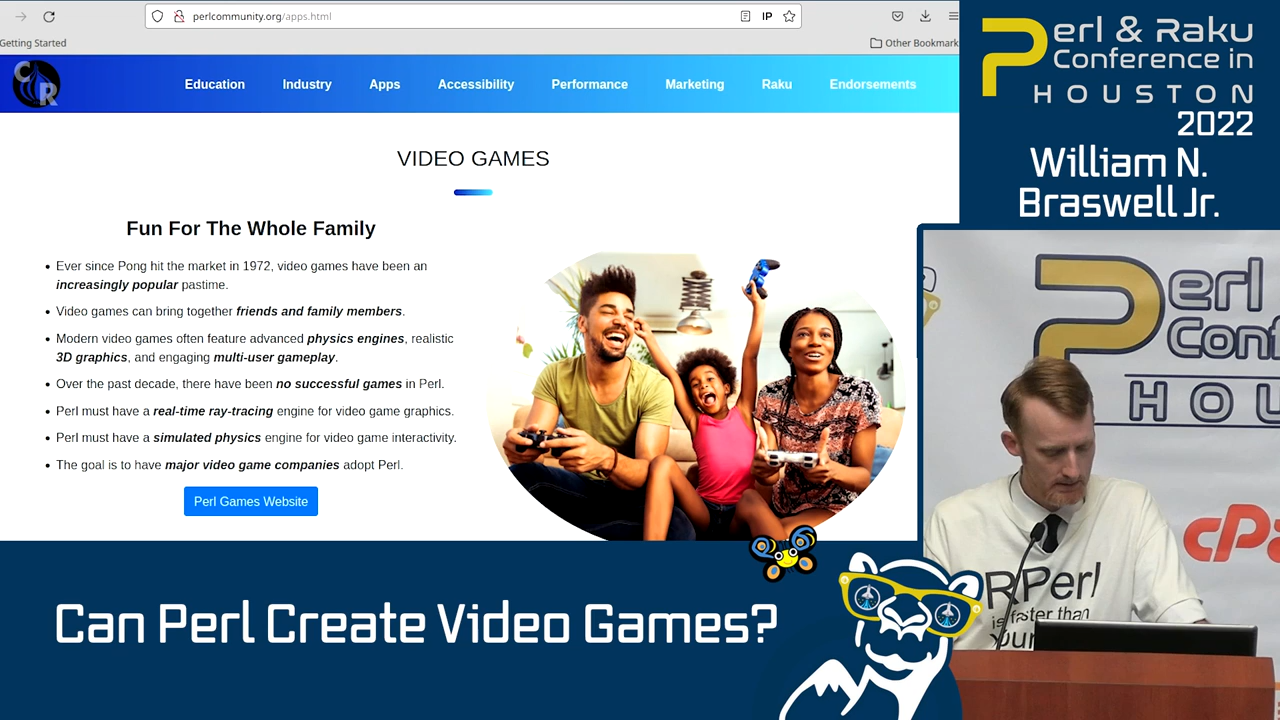 perlcommunity.org/apps.html
IP
Getting Started
Other Bookmark
C
R
Education
Industry
Apps
Accessibility
Performance
Marketing
Raku
Endorsements
VIDEO GAMES
Fun For The Whole Family
Ever since Pong hit the market in 1972, video games have been an
increasingly popular pastime.
Video games can bring together friends and family members.
Modern video games often feature advanced physics engines, realistic
3D graphics, and engaging multi-user gameplay.
Over the past decade, there have been no successful games in Perl.
Perl must have a real-time ray-tracing engine for video game graphics.
Perl must have a simulated physics engine for video game interactivity.
The goal is to have major video game companies adopt Perl.
Perl Games Website
Perl & Raku
Conference in
HOUSTON
2022
William N.
Braswell Jr.
Perl
Conf
HOU
cPa
RPerl
is faster than
your
Can Perl Create Video Games?